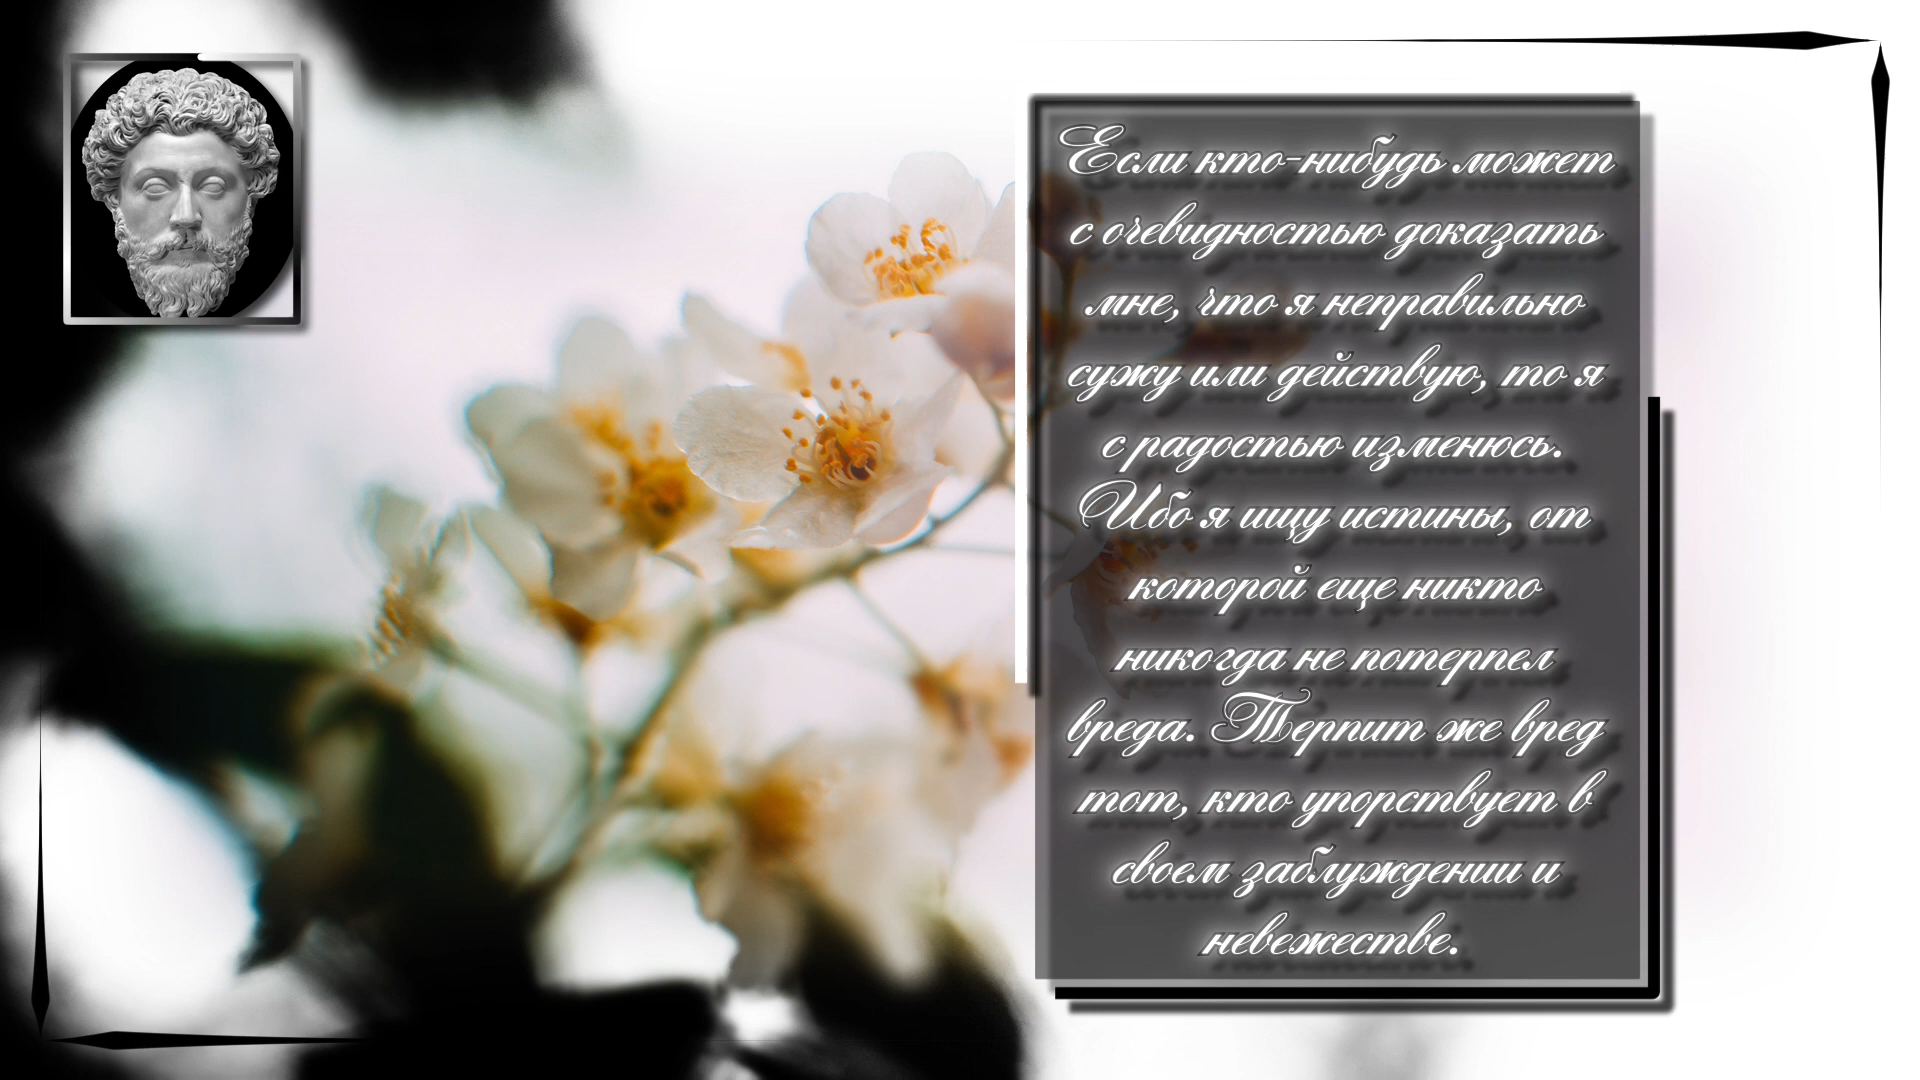 Если кто-нибудь может
с очевидностью доказать
мне, что я неправильно
сужу или действую, то я
с радостью изменюсь.
Ибо я ищу истины, от
которой еще никто
никогда не потерпел
вреда. Терпит же вред
тот, кто упорствует в
своем заблуждении и
невежестве.